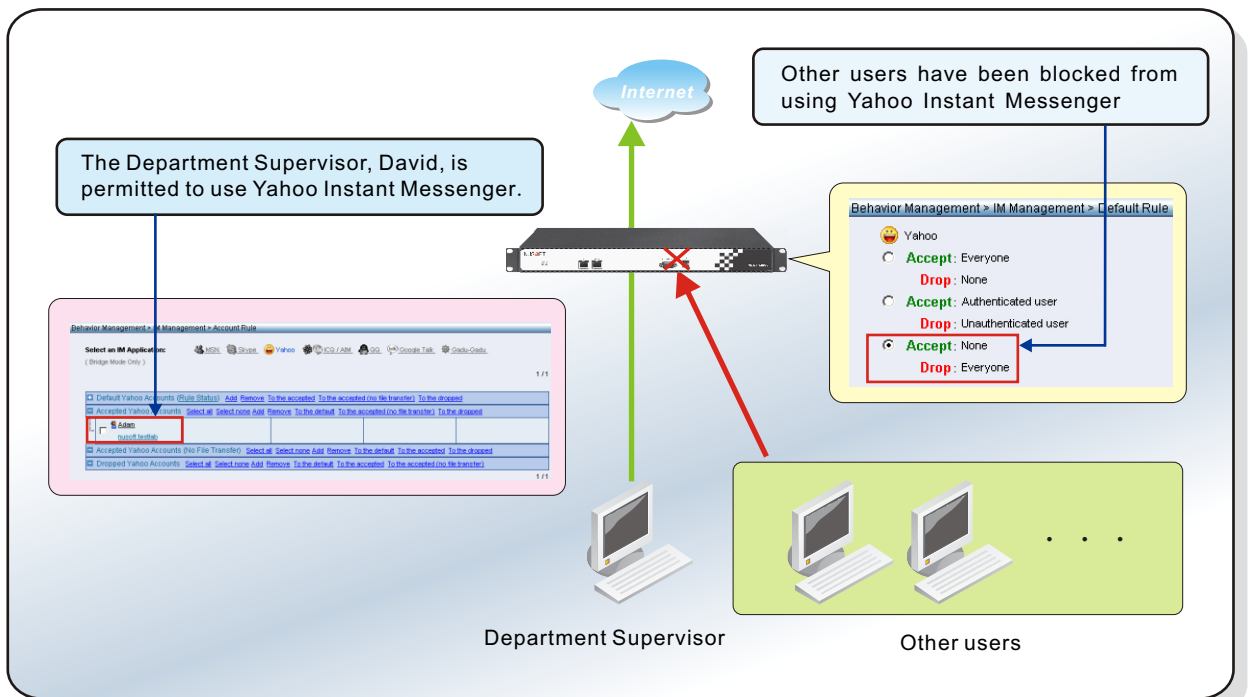 Internet
Other users have been blocked from
using Yahoo Instant Messenger
The Department Supervisor, David, is
permitted to use Yahoo Instant Messenger.
Behavior Management > IM Management > Default Rule
Yahoo
Accept : Everyone
Drop : None
Accept : Authenticated user
Drop : Unauthenticated user
Accept : None
Drop : Everyone
Behavior Management > IM Management > Account Rule
Select an IM Application: MSN Skype Yahoo ICQ / AIM QQ Google Talk Gadu-Gadu
( Bridge Mode Only )
1 / 1
Default Yahoo Accounts (Rule Status) Add Remove To the accepted To the accepted (no file transfer) To the dropped
Accepted Yahoo Accounts Select all Select none Add Remove To the default To the accepted (no file transfer) To the dropped
Adam
nusoft.testlab
Accepted Yahoo Accounts (No File Transfer) Select all Select none Add Remove To the default To the accepted To the dropped
Dropped Yahoo Accounts Select all Select none Add Remove To the default To the accepted To the accepted (no file transfer)
1 / 1
. . .
Department Supervisor
Other users